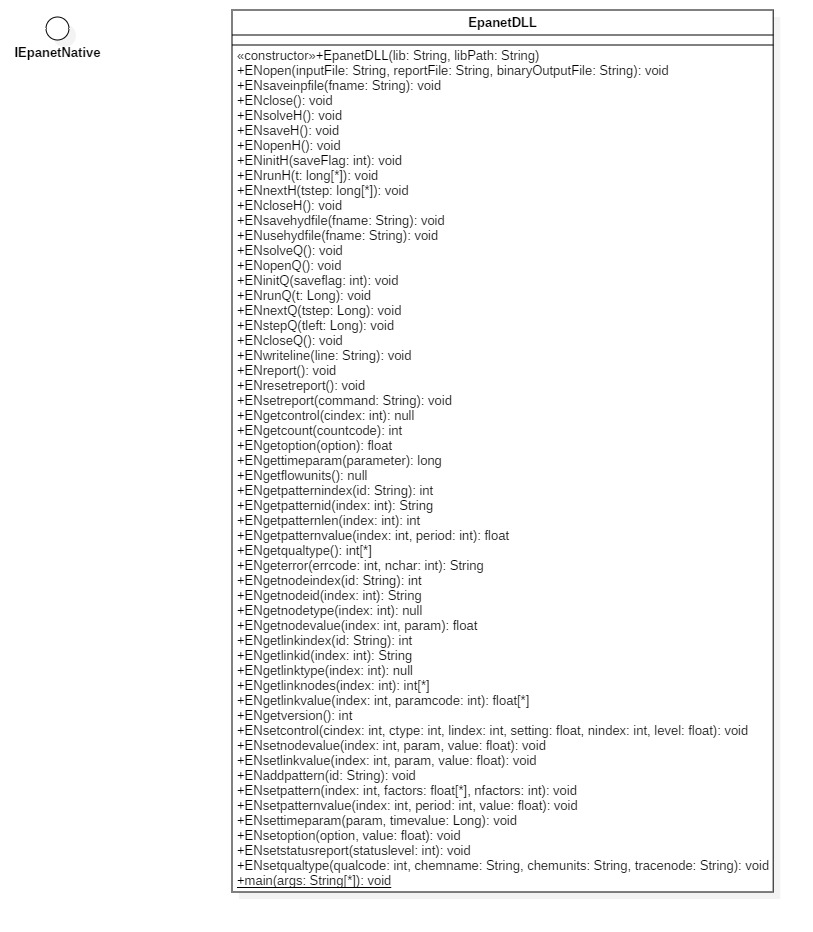 IEpanetNative
EpanetDLL
«constructor»+EpanetDLL(lib: String, libPath: String)
+ENopen(inputFile: String, reportFile: String, binaryOutputFile: String): void
+ENsaveinpfile(fname: String): void
+ENclose(): void
+ENsolveH(): void
+ENsaveH(): void
+ENopenH(): void
+ENinitH(saveFlag: int): void
+ENrunH(t: long[*]): void
+ENnextH(tstep: long[*]): void
+ENcloseH(): void
+ENsavehydfile(fname: String): void
+ENusehydfile(fname: String): void
+ENsolveQ(): void
+ENopenQ(): void
+ENinitQ(saveflag: int): void
+ENrunQ(t: Long): void
+ENnextQ(tstep: Long): void
+ENstepQ(tleft: Long): void
+ENcloseQ(): void
+ENwriteline(line: String): void
+ENreport(): void
+ENresetreport(): void
+ENsetreport(command: String): void
+ENgetcontrol(cindex: int): null
+ENgetcount(countcode): int
+ENgetoption(option): float
+ENgettimeparam(parameter): long
+ENgetflowunits(): null
+ENgetpatternindex(id: String): int
+ENgetpatternid(index: int): String
+ENgetpatternlen(index: int): int
+ENgetpatternvalue(index: int, period: int): float
+ENgetqualtype(): int[*]
+ENgeterror(errcode: int, nchar: int): String
+ENgetnodeindex(id: String): int
+ENgetnodeid(index: int): String
+ENgetnodetype(index: int): null
+ENgetnodevalue(index: int, param): float
+ENgetlinkindex(id: String): int
+ENgetlinkid(index: int): String
+ENgetlinktype(index: int): null
+ENgetlinknodes(index: int): int[*]
+ENgetlinkvalue(index: int, paramcode: int): float[*]
+ENgetversion(): int
+ENsetcontrol(cindex: int, ctype: int, lindex: int, setting: float, nindex: int, level: float): void
+ENsetnodevalue(index: int, param, value: float): void
+ENsetlinkvalue(index: int, param, value: float): void
+ENaddpattern(id: String): void
+ENsetpattern(index: int, factors: float[*], nfactors: int): void
+ENsetpatternvalue(index: int, period: int, value: float): void
+ENsettimeparam(param, timevalue: Long): void
+ENsetoption(option, value: float): void
+ENsetstatusreport(statuslevel: int): void
+ENsetqualtype(qualcode: int, chemname: String, chemunits: String, tracenode: String): void
+main(args: String[*]): void